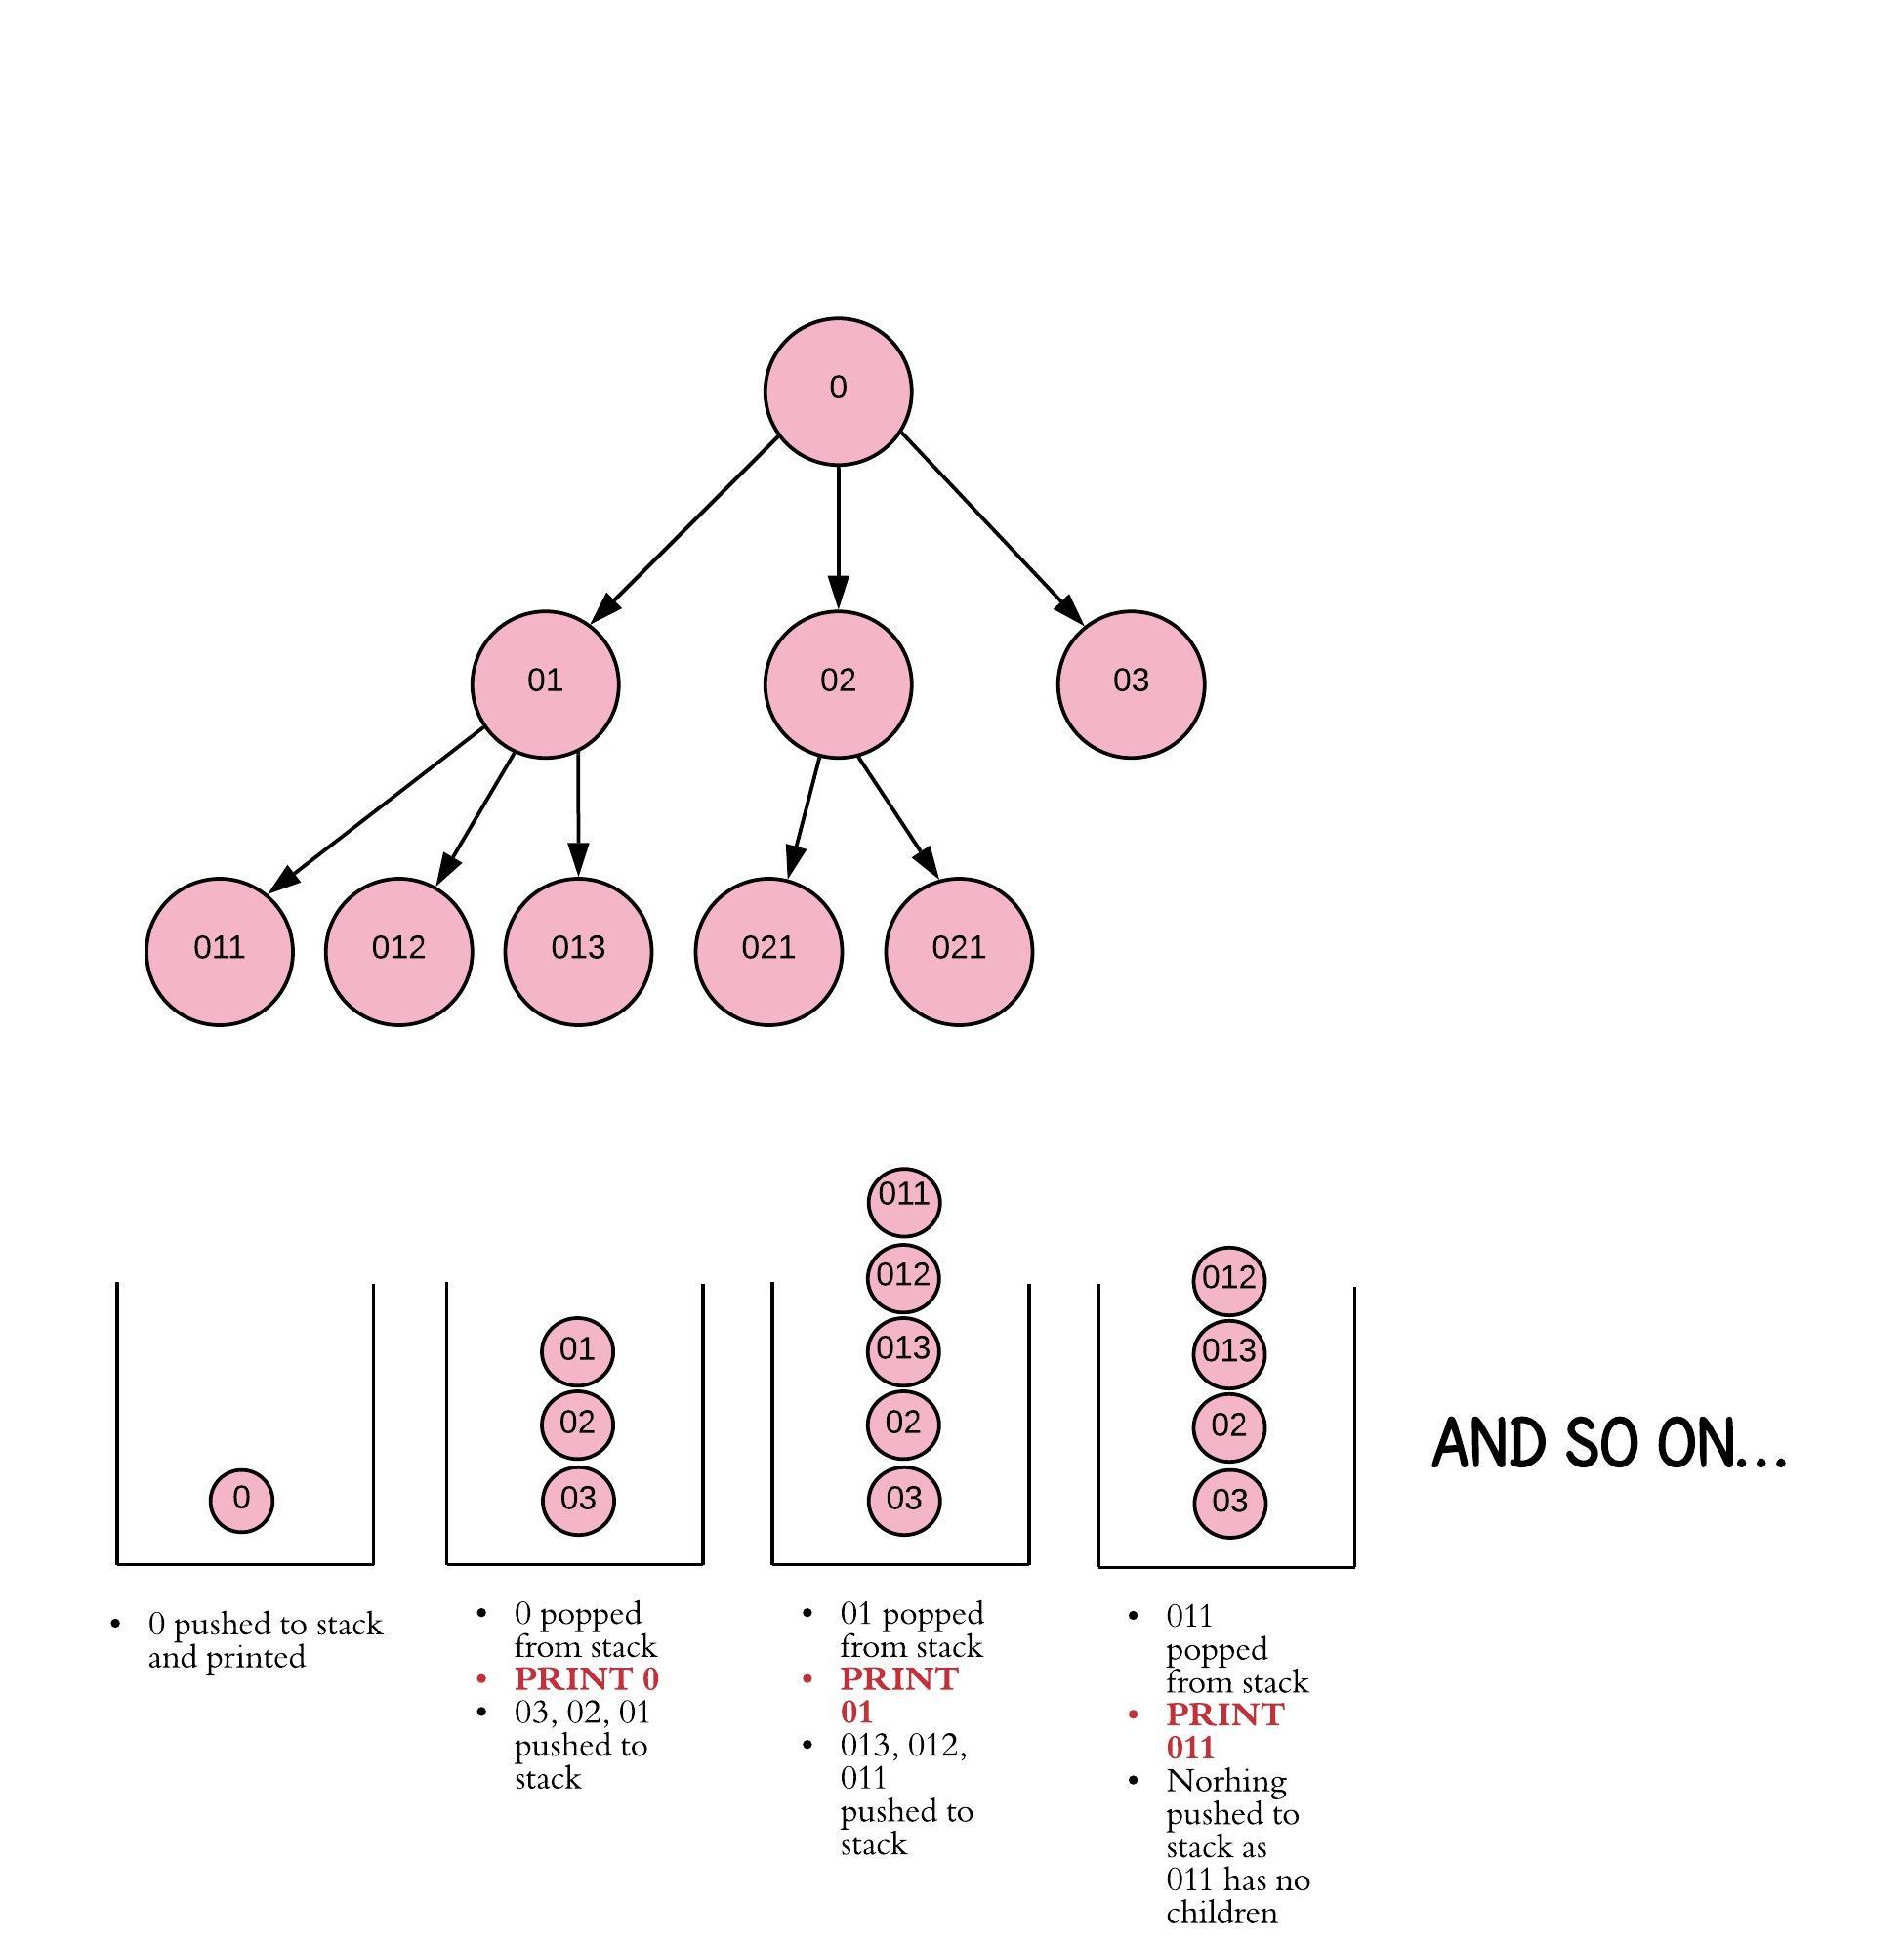 0
01
02
03
011
012
013
021
021
011
012
013
02
03
01
02
03
0
012
013
02
03
AND SO ON...
• 0 pushed to stack
and printed
• 0 popped
from stack
• PRINT 0
• 03, 02, 01
pushed to
stack
• 01 popped
from stack
• PRINT
01
• 013, 012,
011
pushed to
stack
• 011
popped
from stack
• PRINT
011
• Norhing
pushed to
stack as
011 has no
children